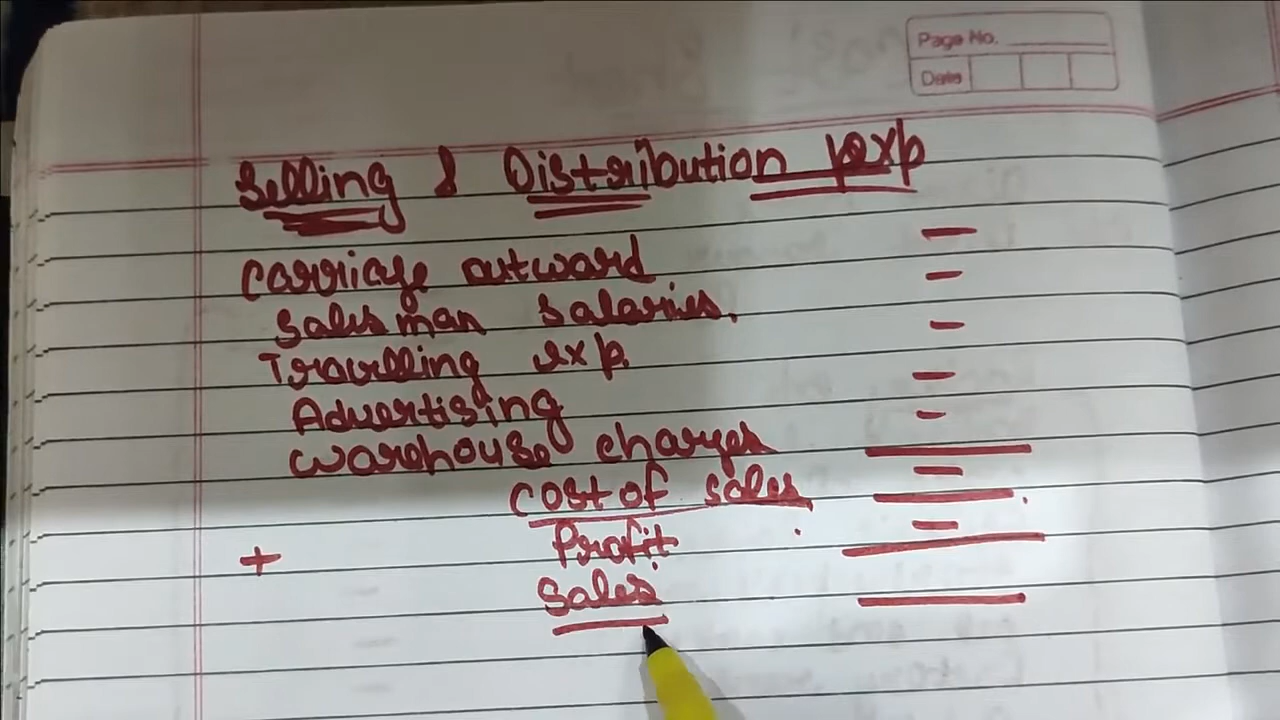 Page No.
Date
Selling & Distribution exp
Carriage outward
Salesman Salaries.
Travelling exp.
Advertising
Warehouse charges
Cost of sales
+ Profit
Sales